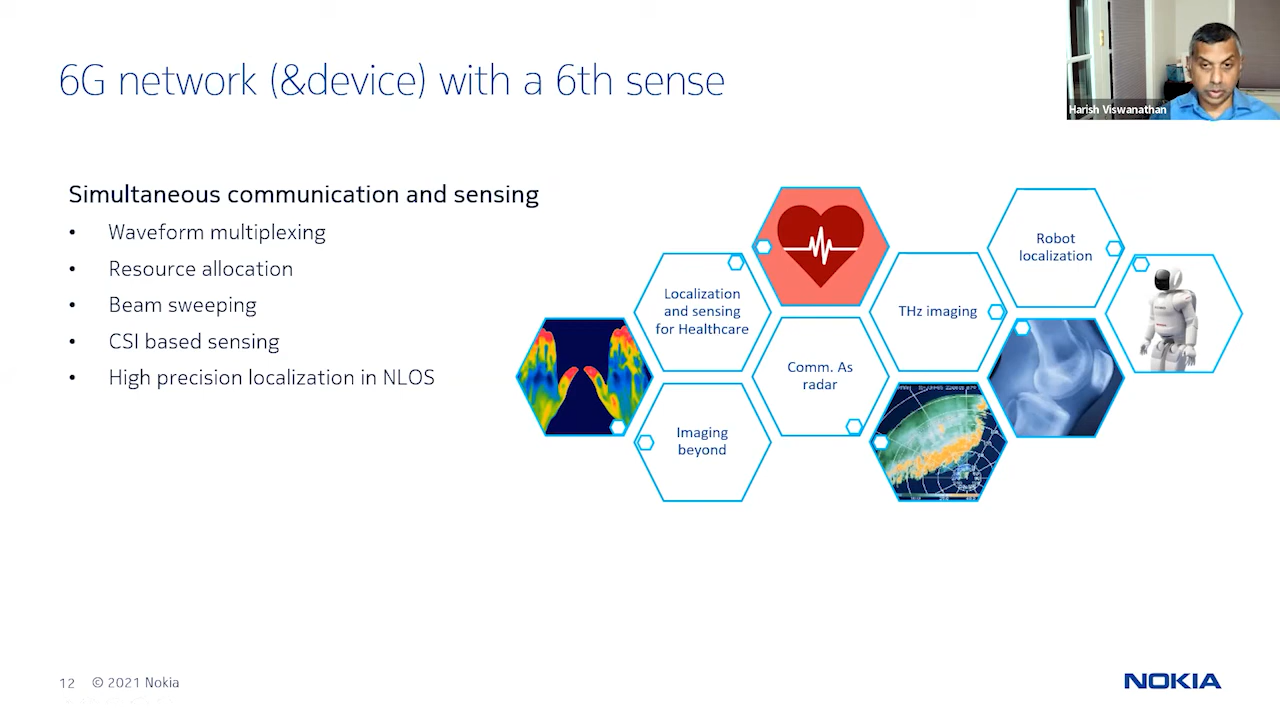 6G network (&device) with a 6th sense
Harish Viswanathan
Simultaneous communication and sensing
• Waveform multiplexing
• Resource allocation
• Beam sweeping
• CSI based sensing
• High precision localization in NLOS
Localization
and sensing
for Healthcare
Imaging
beyond
Comm. As
radar
THz imaging
Robot
localization
12 © 2021 Nokia
NOKIA